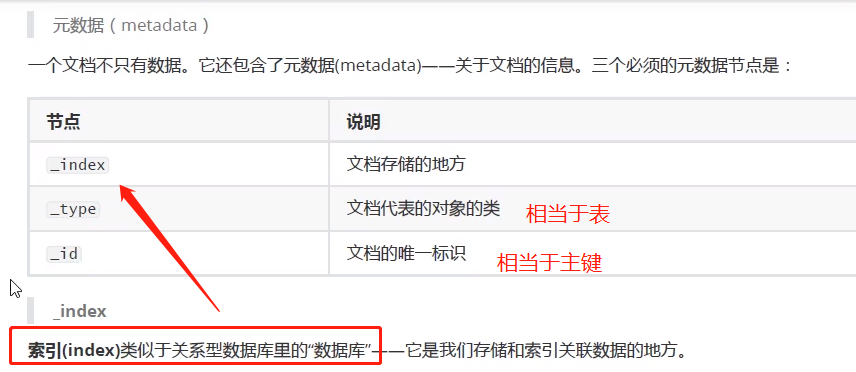 元数据（metadata）
一个文档不只有数据。它还包含了元数据(metadata)——关于文档的信息。三个必须的元数据节点是：
节点 说明
_index 文档存储的地方
_type 文档代表的对象的类 相当于表
_id 文档的唯一标识 相当于主键
_index
索引(index)类似于关系型数据库里的“数据库”——它是我们存储和索引关联数据的地方。